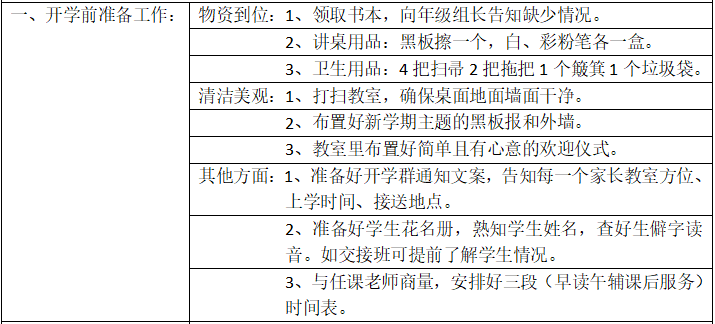 一、开学前准备工作：
物资到位：1、领取书本，向年级组长告知缺少情况。
2、讲桌用品：黑板擦一个，白、彩粉笔各一盒。
3、卫生用品：4 把扫帚 2 把拖把 1 个簸箕 1 个垃圾袋。
清洁美观：1、打扫教室，确保桌面地面墙面干净。
2、布置好新学期主题的黑板报和外墙。
3、教室里布置好简单且有心意的欢迎仪式。
其他方面：1、准备好开学群通知文案，告知每一个家长教室方位、
上学时间、接送地点。
2、准备好学生花名册，熟知学生姓名，查好生僻字读
音。如交接班可提前了解学生情况。
3、与任课老师商量，安排好三段（早读午辅课后服务）
时间表。